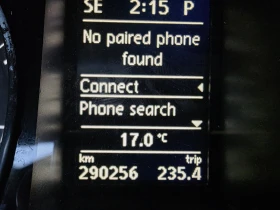 SE 2:15 P
No paired phone
found
Connect
Phone search
17.0 °C
km trip
290256 235.4